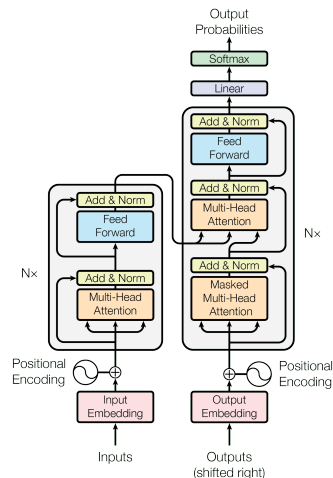 Output
Probabilities
Softmax
Linear
Add & Norm
Feed
Forward
Add & Norm
Multi-Head
Attention
Add & Norm
Masked
Multi-Head
Attention
N×
Add & Norm
Feed
Forward
Add & Norm
Multi-Head
Attention
N×
Positional
Encoding
Positional
Encoding
Input
Embedding
Output
Embedding
Inputs
Outputs
(shifted right)